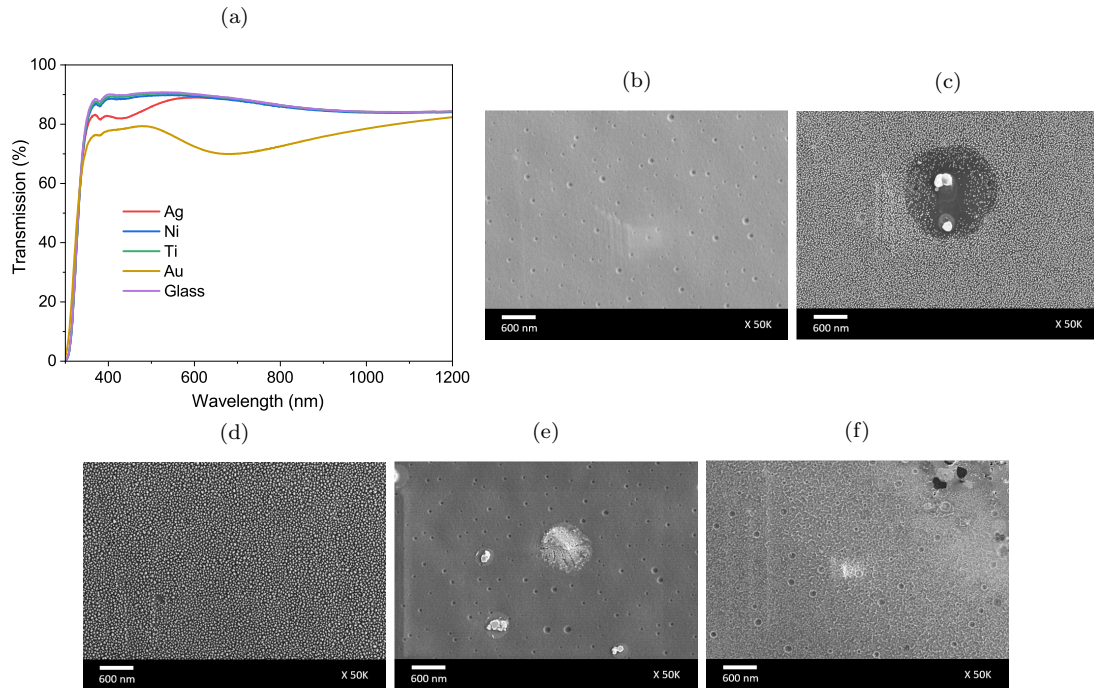 (a)
100
80
60
40
20
0
Transmission (%)
Ag
Ni
Ti
Au
Glass
400 600 800 1000 1200
Wavelength (nm)
(b)
600 nm X 50K
(c)
600 nm X 50K
(d)
600 nm X 50K
(e)
600 nm X 50K
(f)
600 nm X 50K